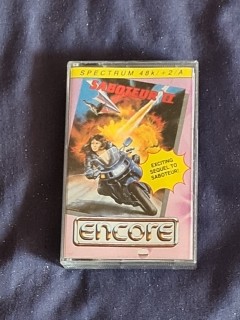 SPECTRUM 48K/+2/A
SABOTEUR II
EXCITING
SEQUEL TO
SABOTEUR!
encore